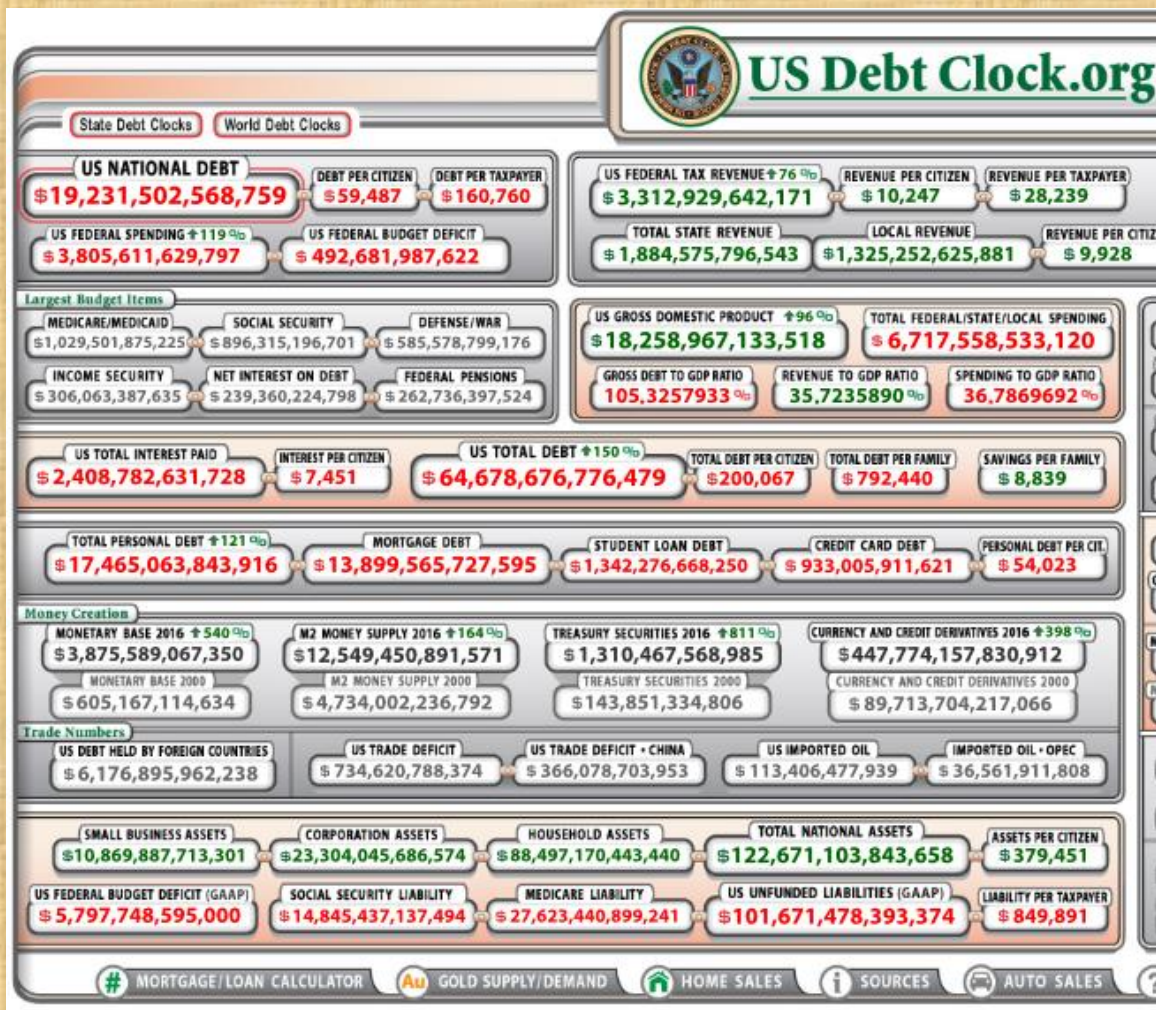 US Debt Clock.org
State Debt Clocks World Debt Clocks
US NATIONAL DEBT
$19,231,502,568,759
DEBT PER CITIZEN
$59,487
DEBT PER TAXPAYER
$160,760
US FEDERAL SPENDING 119%
$3,805,611,629,797
US FEDERAL BUDGET DEFICIT
$492,681,987,622
US FEDERAL TAX REVENUE 76%
$3,312,929,642,171
REVENUE PER CITIZEN
$10,247
REVENUE PER TAXPAYER
$28,239
TOTAL STATE REVENUE
$1,884,575,796,543
LOCAL REVENUE
$1,325,252,625,881
REVENUE PER CITIZ
$9,928
Largest Budget Items
MEDICARE/MEDICAID
$1,029,501,875,225
SOCIAL SECURITY
$896,315,196,701
DEFENSE/WAR
$585,578,799,176
INCOME SECURITY
$306,063,387,635
NET INTEREST ON DEBT
$239,360,224,798
FEDERAL PENSIONS
$262,736,397,524
US GROSS DOMESTIC PRODUCT 96%
$18,258,967,133,518
TOTAL FEDERAL/STATE/LOCAL SPENDING
$6,717,558,533,120
GROSS DEBT TO GDP RATIO
105.3257933%
REVENUE TO GDP RATIO
35.7235890%
SPENDING TO GDP RATIO
36.7869692%
US TOTAL INTEREST PAID
$2,408,782,631,728
INTEREST PER CITIZEN
$7,451
US TOTAL DEBT 150%
$64,678,676,776,479
TOTAL DEBT PER CITIZEN
$200,067
TOTAL DEBT PER FAMILY
$792,440
SAVINGS PER FAMILY
$8,839
TOTAL PERSONAL DEBT 121%
$17,465,063,843,916
MORTGAGE DEBT
$13,899,565,727,595
STUDENT LOAN DEBT
$1,342,276,668,250
CREDIT CARD DEBT
$933,005,911,621
PERSONAL DEBT PER CIT.
$54,023
Money Creation
MONETARY BASE 2016 540%
$3,875,589,067,350
MONETARY BASE 2000
$605,167,114,634
M2 MONEY SUPPLY 2016 164%
$12,549,450,891,571
M2 MONEY SUPPLY 2000
$4,734,002,236,792
TREASURY SECURITIES 2016 811%
$1,310,467,568,985
TREASURY SECURITIES 2000
$143,851,334,806
CURRENCY AND CREDIT DERIVATIVES 2016 398%
$447,774,157,830,912
CURRENCY AND CREDIT DERIVATIVES 2000
$89,713,704,217,066
Trade Numbers
US DEBT HELD BY FOREIGN COUNTRIES
$6,176,895,962,238
US TRADE DEFICIT
$734,620,788,374
US TRADE DEFICIT • CHINA
$366,078,703,953
US IMPORTED OIL
$113,406,477,939
IMPORTED OIL • OPEC
$36,561,911,808
SMALL BUSINESS ASSETS
$10,869,887,713,301
CORPORATION ASSETS
$23,304,045,686,574
HOUSEHOLD ASSETS
$88,497,170,443,440
TOTAL NATIONAL ASSETS
$122,671,103,843,658
ASSETS PER CITIZEN
$379,451
US FEDERAL BUDGET DEFICIT (GAAP)
$5,797,748,595,000
SOCIAL SECURITY LIABILITY
$14,845,437,137,494
MEDICARE LIABILITY
$27,623,440,899,241
US UNFUNDED LIABILITIES (GAAP)
$101,671,478,393,374
LIABILITY PER TAXPAYER
$849,891
# MORTGAGE/LOAN CALCULATOR Au GOLD SUPPLY/DEMAND HOME SALES i SOURCES AUTO SALES ?